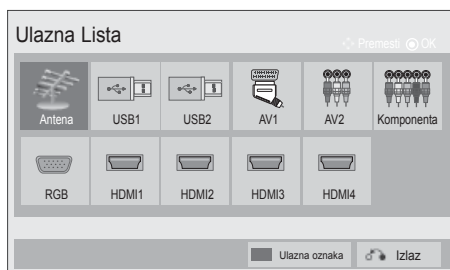 Ulazna Lista
Premesti OK
Antena USB1 USB2 AV1 AV2 Komponenta
RGB HDMI1 HDMI2 HDMI3 HDMI4
Ulazna oznaka Izlaz